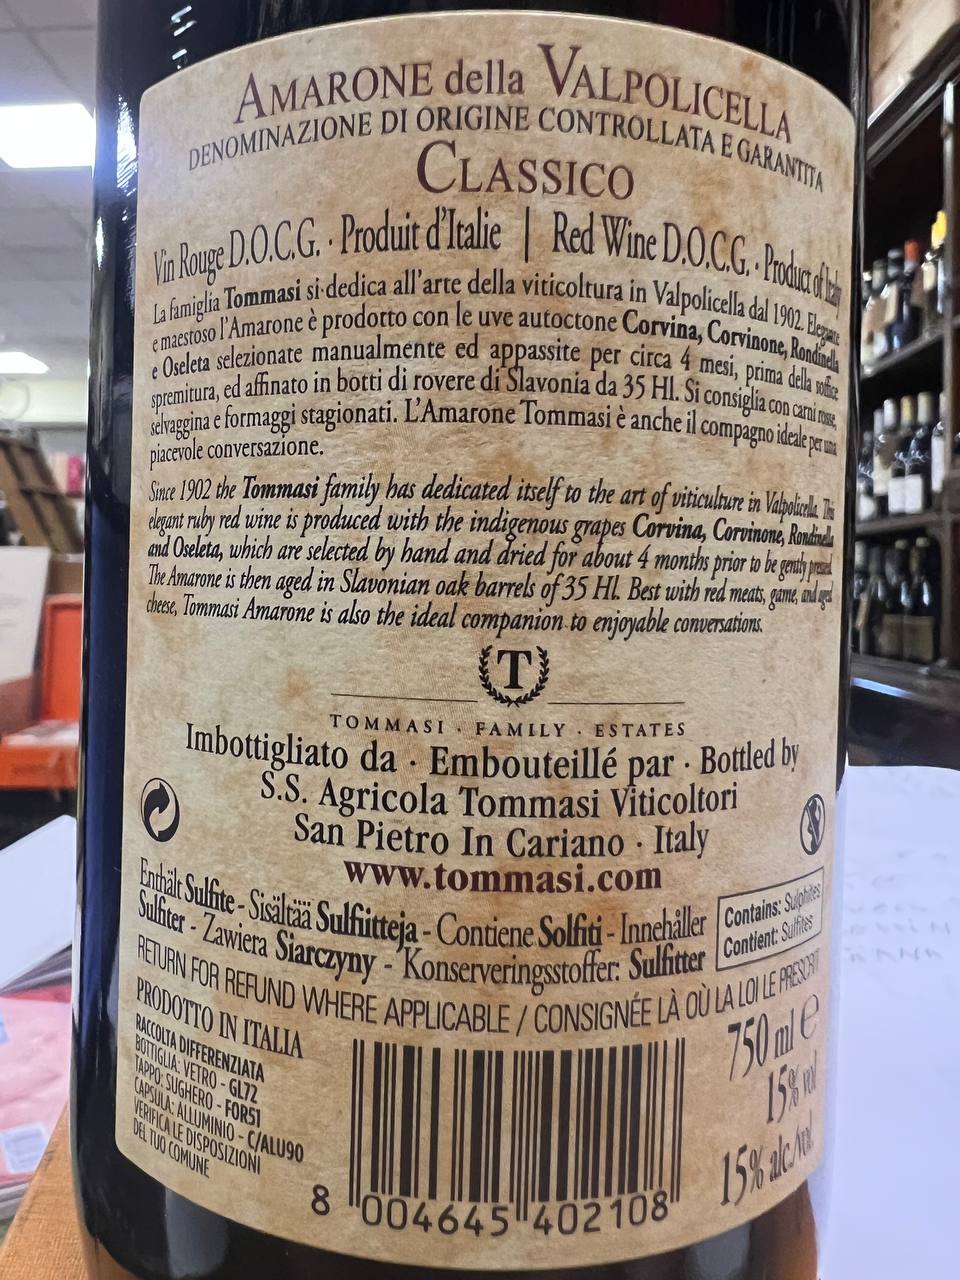 AMARONE della VALPOLICELLA
DENOMINAZIONE DI ORIGINE CONTROLLATA E GARANTITA
CLASSICO
Vin Rouge D.O.C.G. · Produit d'Italie | Red Wine D.O.C.G. · Product of Italy
La famiglia Tommasi si dedica all'arte della viticoltura in Valpolicella dal 1902. Elegante
e maestoso l'Amarone è prodotto con le uve autoctone Corvina, Corvinone, Rondinella
e Oseleta selezionate manualmente ed appassite per circa 4 mesi, prima della soffice
spremitura, ed affinato in botti di rovere di Slavonia da 35 Hl. Si consiglia con carni rosse,
selvaggina e formaggi stagionati. L'Amarone Tommasi è anche il compagno ideale per una
piacevole conversazione.
Since 1902 the Tommasi family has dedicated itself to the art of viticulture in Valpolicella. This
elegant ruby red wine is produced with the indigenous grapes Corvina, Corvinone, Rondinella
and Oseleta, which are selected by hand and dried for about 4 months prior to be gently pressed.
The Amarone is then aged in Slavonian oak barrels of 35 Hl. Best with red meats, game, and aged
cheese, Tommasi Amarone is also the ideal companion to enjoyable conversations.
T
TOMMASI · FAMILY · ESTATES
Imbottigliato da · Embouteillé par · Bottled by
S.S. Agricola Tommasi Viticoltori
San Pietro In Cariano · Italy
www.tommasi.com
Enthält Sulfite - Sisältää Sulfiitteja - Contiene Solfiti - Innehåller
Sulfiter - Zawiera Siarczyny - Konserveringsstoffer: Sulfitter
Contains: Sulphites
Contient: Sulfites
RETURN FOR REFUND WHERE APPLICABLE / CONSIGNÉE LÀ OÙ LA LOI LE PRESCRIT
PRODOTTO IN ITALIA
RACCOLTA DIFFERENZIATA
BOTTIGLIA: VETRO - GL72
TAPPO: SUGHERO - FOR51
CAPSULA: ALLUMINIO - C/ALU90
VERIFICA LE DISPOSIZIONI
DEL TUO COMUNE
750 ml e
15% vol
15% alc./vol.
8 004645 402108